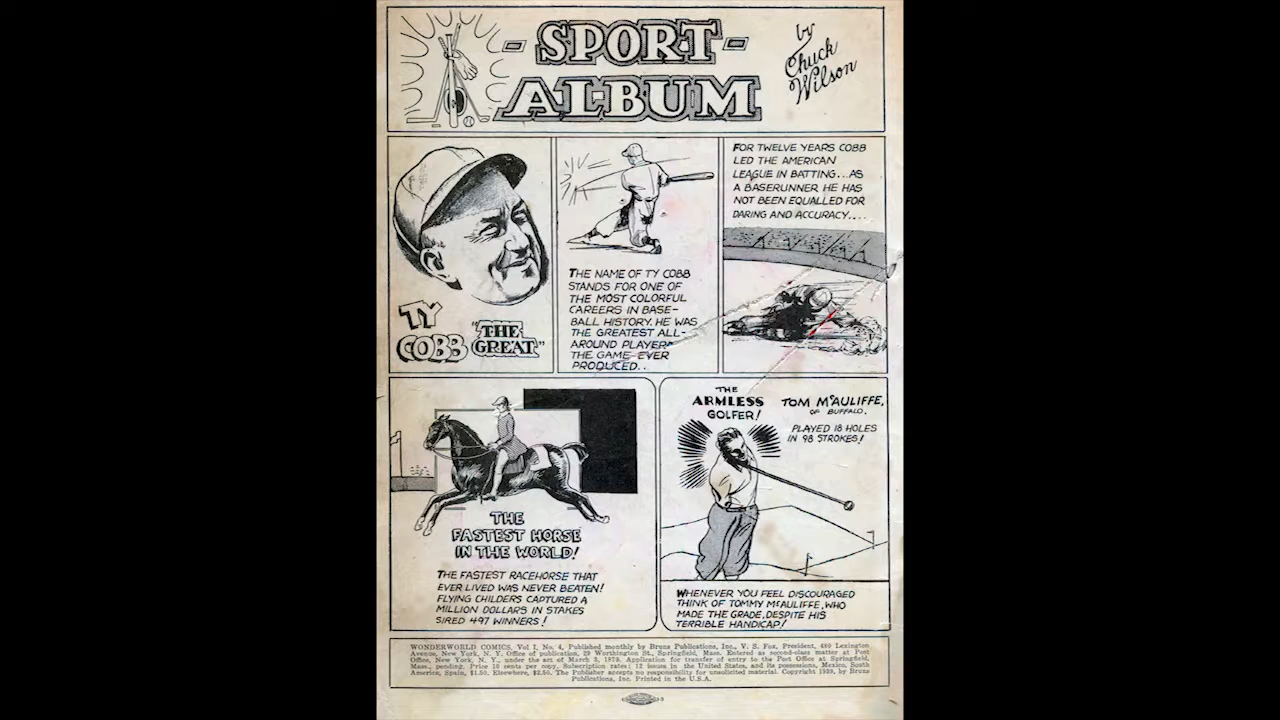 SPORT
ALBUM
by
Chuck
Wilson
TY
COBB
"THE
GREAT"
THE NAME OF TY COBB
STANDS FOR ONE OF
THE MOST COLORFUL
CAREERS IN BASE-
BALL HISTORY. HE WAS
THE GREATEST ALL-
AROUND PLAYER
THE GAME EVER
PRODUCED..
FOR TWELVE YEARS COBB
LED THE AMERICAN
LEAGUE IN BATTING...AS
A BASERUNNER HE HAS
NOT BEEN EQUALLED FOR
DARING AND ACCURACY....
THE
FASTEST HORSE
IN THE WORLD!
THE FASTEST RACEHORSE THAT
EVER LIVED WAS NEVER BEATEN!
FLYING CHILDERS CAPTURED A
MILLION DOLLARS IN STAKES
SIRED 497 WINNERS!
THE
ARMLESS
GOLFER!
TOM McAULIFFE,
OF BUFFALO,
PLAYED 18 HOLES
IN 98 STROKES!
WHENEVER YOU FEEL DISCOURAGED
THINK OF TOMMY McAULIFFE, WHO
MADE THE GRADE, DESPITE HIS
TERRIBLE HANDICAP!
WONDERWORLD COMICS, Vol 1, No. 4, Published monthly by Bruns Publications, Inc., V. S. Fox, President, 480 Lexington
Avenue, New York, N. Y. Office of publication, 29 Worthington St., Springfield, Mass. Entered as second-class matter at Post
Office, New York, N. Y., under the act of March 3, 1879. Application for transfer of entry to the Post Office at Springfield,
Mass., pending. Price 10 cents per copy. Subscription rates: 12 issues in the United States, and its possessions, Mexico, South
America, Spain, $1.50. Elsewhere, $2.50. The Publisher accepts no responsibility for unsolicited material. Copyright 1939, by Bruns
Publications, Inc. Printed in the U.S.A.